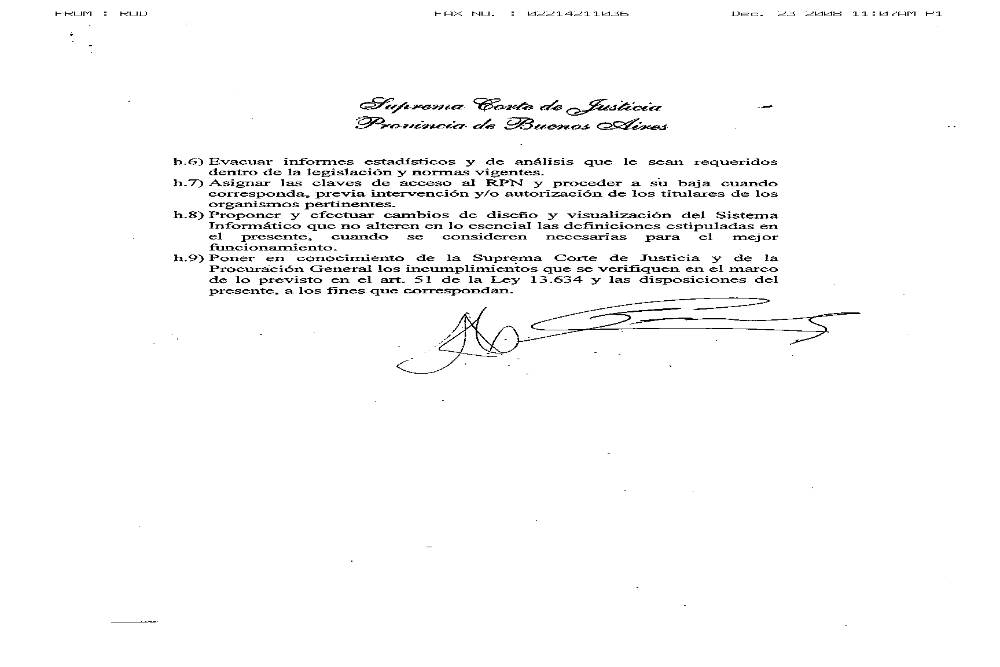 FROM : RUD FAX NO. : 02214211036 Dec. 23 2008 11:07AM P1
Suprema Corte de Justicia
Provincia de Buenos Aires
h.6) Evacuar informes estadísticos y de análisis que le sean requeridos
dentro de la legislación y normas vigentes.
h.7) Asignar las claves de acceso al RPN y proceder a su baja cuando
corresponda, previa intervención y/o autorización de los titulares de los
organismos pertinentes.
h.8) Proponer y efectuar cambios de diseño y visualización del Sistema
Informático que no alteren en lo esencial las definiciones estipuladas en
el presente, cuando se consideren necesarias para el mejor
funcionamiento.
h.9) Poner en conocimiento de la Suprema Corte de Justicia y de la
Procuración General los incumplimientos que se verifiquen en el marco
de lo previsto en el art. 51 de la Ley 13.634 y las disposiciones del
presente, a los fines que correspondan.